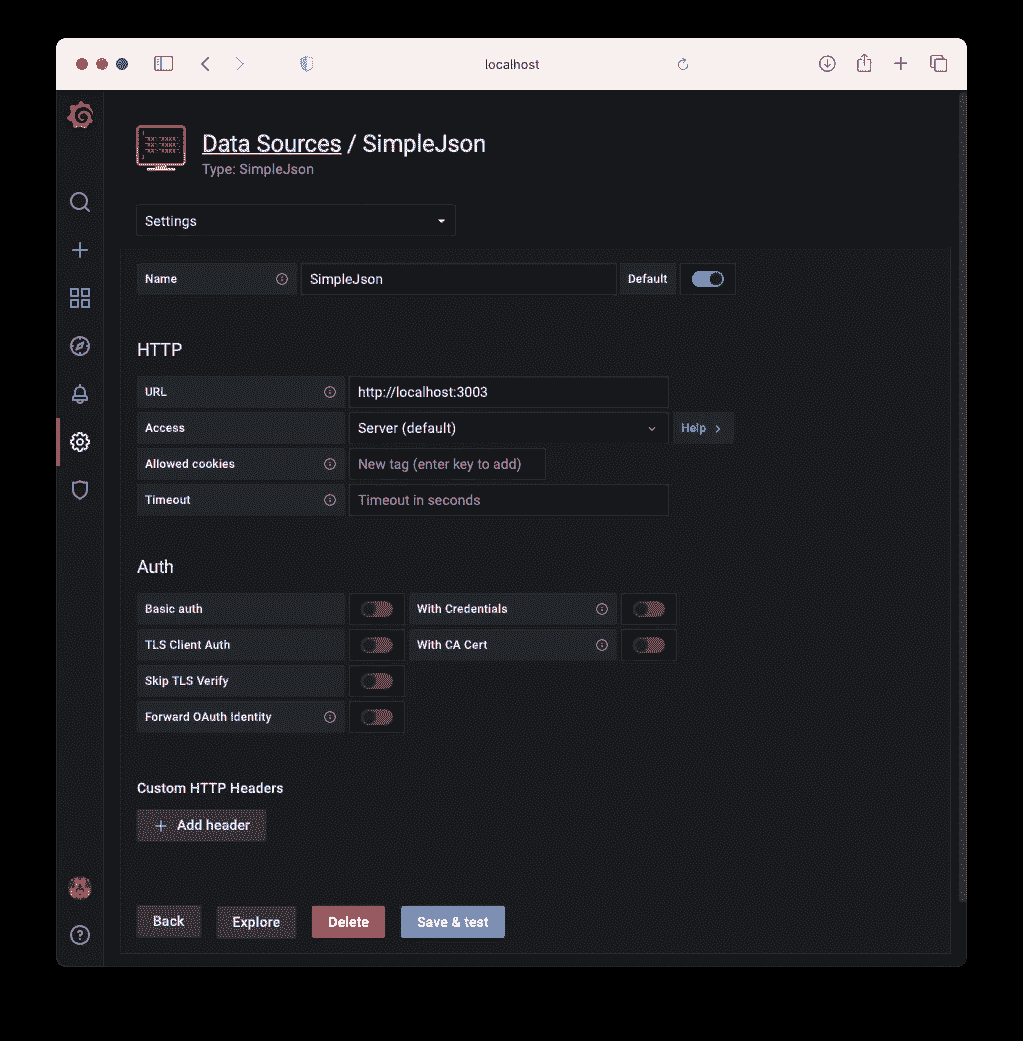 localhost
Data Sources / SimpleJson
Type: SimpleJson
Settings
Name SimpleJson Default
HTTP
URL http://localhost:3003
Access Server (default) Help
Allowed cookies New tag (enter key to add)
Timeout Timeout in seconds
Auth
Basic auth With Credentials
TLS Client Auth With CA Cert
Skip TLS Verify
Forward OAuth Identity
Custom HTTP Headers
+ Add header
Back Explore Delete Save & test